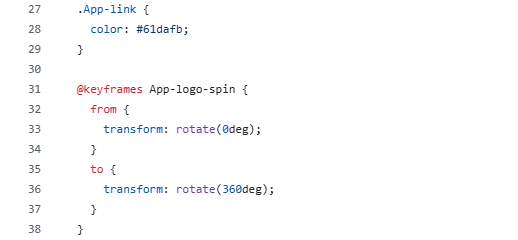 27 .App-link {
28 color: #61dafb;
29 }
30
31 @keyframes App-logo-spin {
32 from {
33 transform: rotate(0deg);
34 }
35 to {
36 transform: rotate(360deg);
37 }
38 }